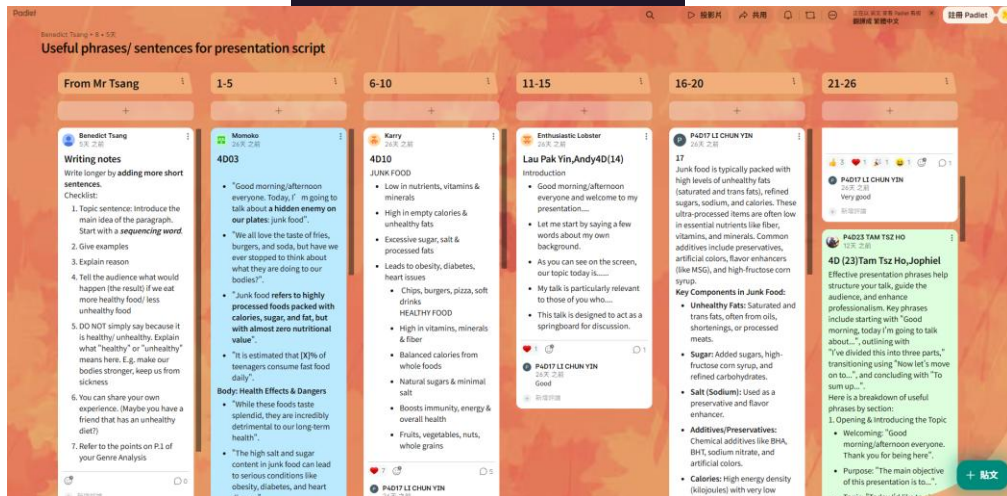 Padlet
投影片
共用
翻譯成 繁體中文
註冊 Padlet
Benedict Tsang • 8 • 5天
Useful phrases/ sentences for presentation script
From Mr Tsang
Benedict Tsang
5天 之前
Writing notes
Write longer by adding more short
sentences.
Checklist:
1. Topic sentence: Introduce the
main idea of the paragraph.
Start with a sequencing word.
2. Give examples
3. Explain reason
4. Tell the audience what would
happen (the result) if we eat
more healthy food/ less
unhealthy food
5. DO NOT simply say because it
is healthy/ unhealthy. Explain
what "healthy" or "unhealthy"
means here. E.g. make our
bodies stronger, keep us from
sickness
6. You can share your own
experience. (Maybe you have a
friend that has an unhealthy
diet?)
7. Refer to the points on P.1 of
your Genre Analysis
0
新增評論
1-5
Momoko
26天 之前
4D03
• "Good morning/afternoon
everyone. Today, I'm going to
talk about a hidden enemy on
our plates: junk food".
• "We all love the taste of fries,
burgers, and soda, but have we
ever stopped to think about
what they are doing to our
bodies?".
• "Junk food refers to highly
processed foods packed with
calories, sugar, and fat, but
with almost zero nutritional
value".
• "It is estimated that [X]% of
teenagers consume fast food
daily".
Body: Health Effects & Dangers
• "While these foods taste
splendid, they are incredibly
detrimental to our long-term
health".
• "The high salt and sugar
content in junk food can lead
to serious conditions like
obesity, diabetes, and heart
6-10
Karry
26天 之前
4D10
JUNK FOOD
• Low in nutrients, vitamins &
minerals
• High in empty calories &
unhealthy fats
• Excessive sugar, salt &
processed fats
• Leads to obesity, diabetes,
heart issues
• Chips, burgers, pizza, soft
drinks
HEALTHY FOOD
• High in vitamins, minerals
& fiber
• Balanced calories from
whole foods
• Natural sugars & minimal
salt
• Boosts immunity, energy &
overall health
• Fruits, vegetables, nuts,
whole grains
7
5
P4D17 LI CHUN YIN
26天 之前
11-15
Enthusiastic Lobster
26天 之前
Lau Pak Yin,Andy4D(14)
Introduction
• Good morning/afternoon
everyone and welcome to my
presentation....
• Let me start by saying a few
words about my own
background.
• As you can see on the screen,
our topic today is......
• My talk is particularly relevant
to those of you who....
• This talk is designed to act as a
springboard for discussion.
1
1
P4D17 LI CHUN YIN
26天 之前
Good
新增評論
16-20
P4D17 LI CHUN YIN
26天 之前
17
Junk food is typically packed with
high levels of unhealthy fats
(saturated and trans fats), refined
sugars, sodium, and calories. These
ultra-processed items are often low
in essential nutrients like fiber,
vitamins, and minerals. Common
additives include preservatives,
artificial colors, flavor enhancers
(like MSG), and high-fructose corn
syrup.
Key Components in Junk Food:
• Unhealthy Fats: Saturated and
trans fats, often from oils,
shortenings, or processed
meats.
• Sugar: Added sugars, high-
fructose corn syrup, and
refined carbohydrates.
• Salt (Sodium): Used as a
preservative and flavor
enhancer.
• Additives/Preservatives:
Chemical additives like BHA,
BHT, sodium nitrate, and
artificial colors.
• Calories: High energy density
(kilojoules) with very low
21-26
3
1
1
1
1
P4D17 LI CHUN YIN
26天 之前
Very good
新增評論
P4D23 TAM TSZ HO
12天 之前
4D (23)Tam Tsz Ho,Jophiel
Effective presentation phrases help
structure your talk, guide the
audience, and enhance
professionalism. Key phrases
include starting with "Good
morning, today I'm going to talk
about...", outlining with
"I've divided this into three parts,"
transitioning using "Now let's move
on to...", and concluding with "To
sum up...".
Here is a breakdown of useful
phrases by section:
1. Opening & Introducing the Topic
• Welcoming: "Good
morning/afternoon everyone.
Thank you for being here".
• Purpose: "The main objective
of this presentation is to...".
貼文